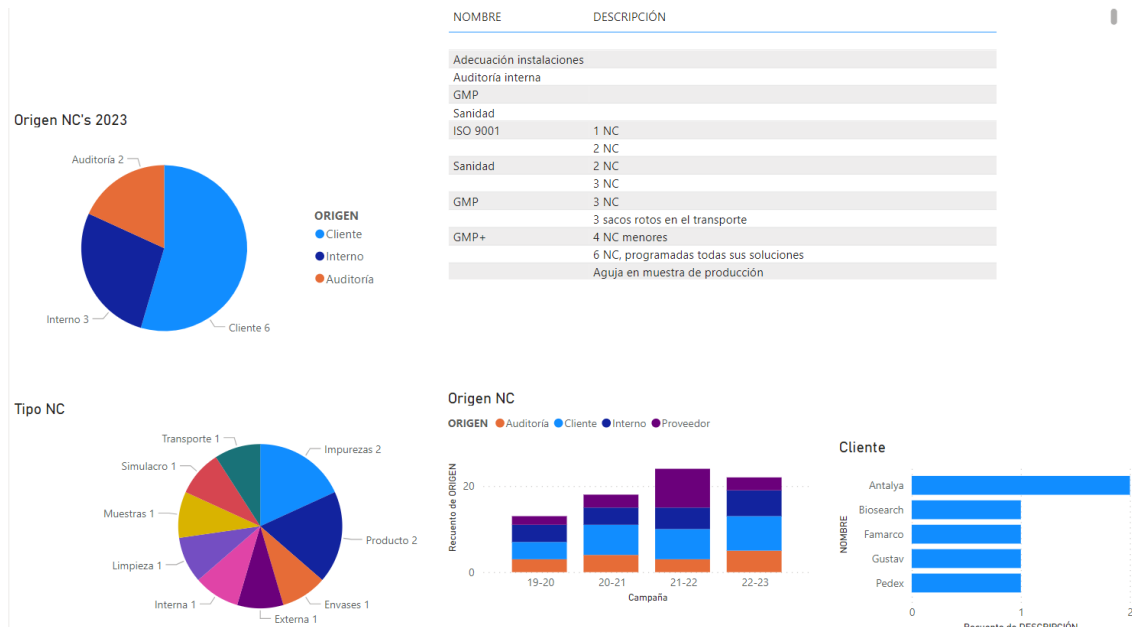 NOMBRE DESCRIPCIÓN
Adecuación instalaciones
Auditoría interna
GMP
Sanidad
ISO 9001 1 NC
2 NC
Sanidad 2 NC
3 NC
GMP 3 NC
3 sacos rotos en el transporte
GMP+ 4 NC menores
6 NC, programadas todas sus soluciones
Aguja en muestra de producción
Origen NC's 2023
Auditoría 2
Interno 3
Cliente 6
ORIGEN
Cliente
Interno
Auditoría
Tipo NC
Transporte 1
Simulacro 1
Muestras 1
Limpieza 1
Interna 1
Externa 1
Envases 1
Producto 2
Impurezas 2
Origen NC
ORIGEN Auditoría Cliente Interno Proveedor
Recuento de ORIGEN
20
0
19-20 20-21 21-22 22-23
Campaña
Cliente
NOMBRE
Antalya
Biosearch
Famarco
Gustav
Pedex
0 1 2
Recuento de DESCRIPCIÓN